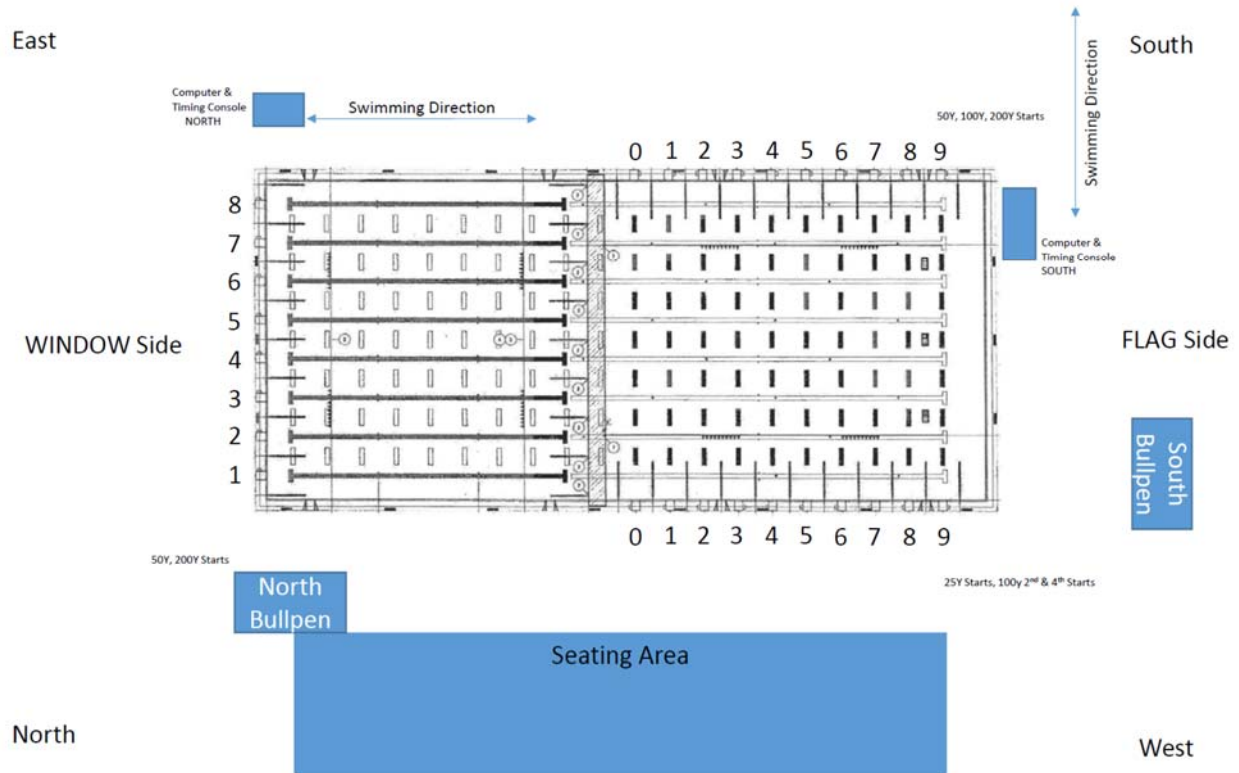 East
South
Computer &
Timing Console
NORTH
Swimming Direction
Swimming Direction
50Y, 100Y, 200Y Starts
0 1 2 3 4 5 6 7 8 9
8
7
6
5
4
3
2
1
Computer &
Timing Console
SOUTH
WINDOW Side
FLAG Side
South
Bullpen
0 1 2 3 4 5 6 7 8 9
50Y, 200Y Starts
25Y Starts, 100y 2nd & 4th Starts
North
Bullpen
Seating Area
North
West